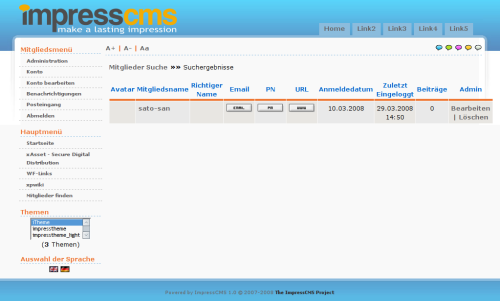 impresscms
make a lasting impression
Home Link2 Link3 Link4 Link5
Mitgliedsmenü
Administration
Konto
Konto bearbeiten
Benachrichtigungen
Posteingang
Abmelden
Hauptmenü
Startseite
xAsset - Secure Digital
Distribution
WF-Links
xpwiki
Mitglieder finden
Themen
iTheme
impresstheme
impresstheme_light
(3 Themen)
Auswahl der Sprache
A+ | A- | Aa
Mitglieder Suche »» Suchergebnisse
Avatar Mitgliedsname Richtiger Name Email PN URL Anmeldedatum Zuletzt Eingeloggt Beiträge Admin
sato-san EMAIL PN WWW 10.03.2008 29.03.2008 14:50 0 Bearbeiten | Löschen
Powered by ImpressCMS 1.0 © 2007-2008 The ImpressCMS Project